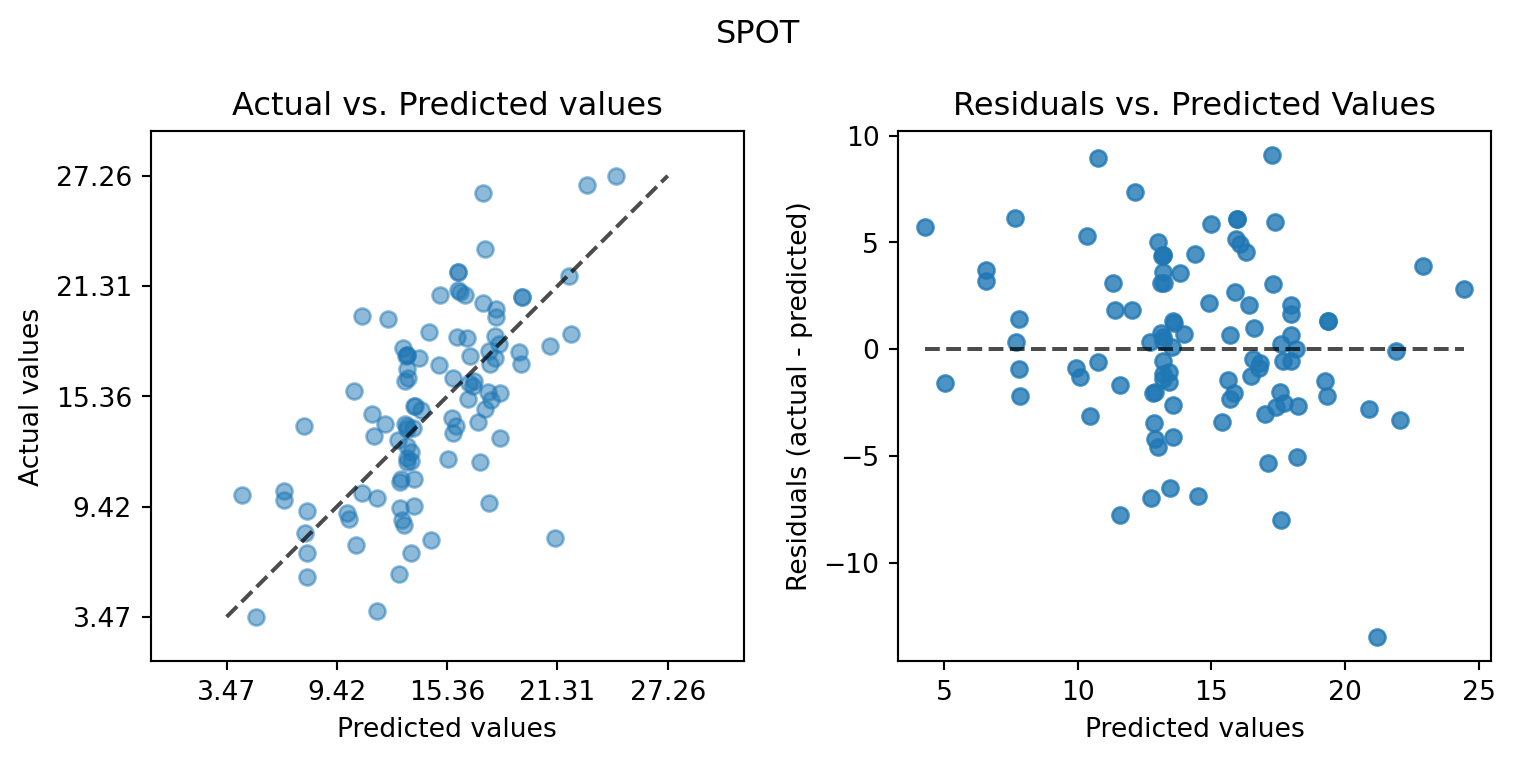 SPOT
Actual vs. Predicted values
Actual values
27.26
21.31
15.36
9.42
3.47
3.47 9.42 15.36 21.31 27.26
Predicted values
Residuals vs. Predicted Values
Residuals (actual - predicted)
10
5
0
−5
−10
5 10 15 20 25
Predicted values